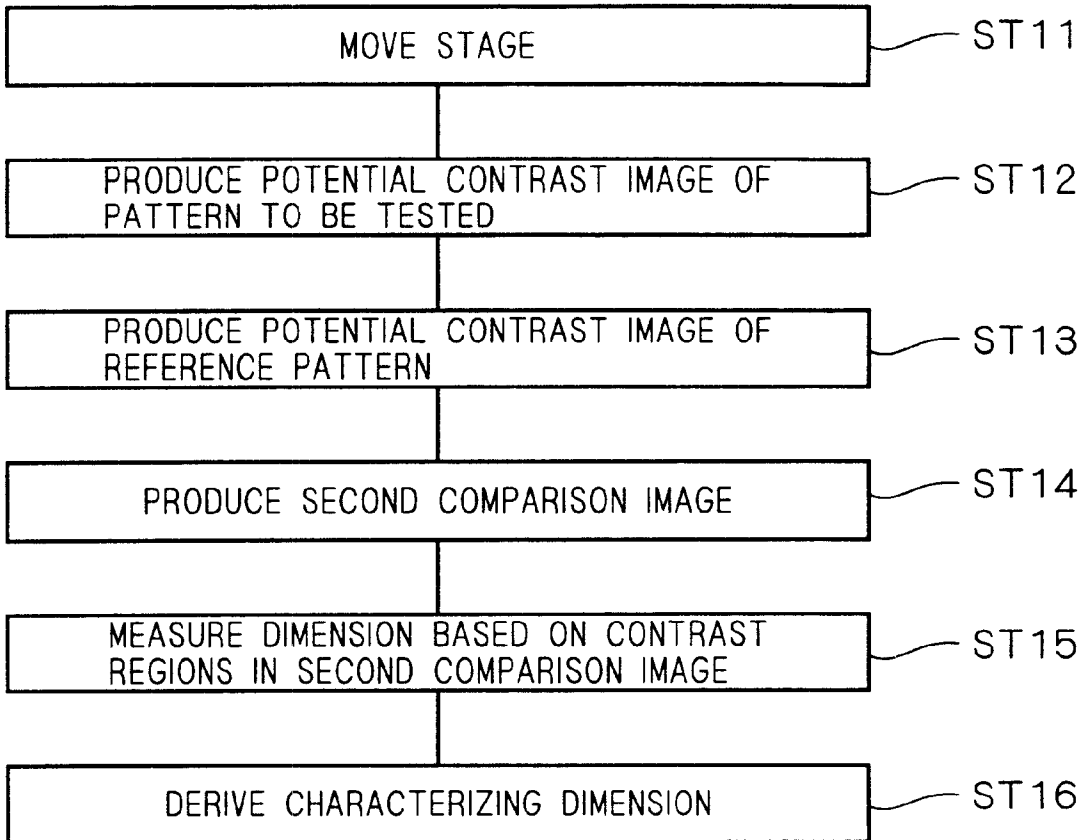 MOVE STAGE
ST11
PRODUCE POTENTIAL CONTRAST IMAGE OF
PATTERN TO BE TESTED
ST12
PRODUCE POTENTIAL CONTRAST IMAGE OF
REFERENCE PATTERN
ST13
PRODUCE SECOND COMPARISON IMAGE
ST14
MEASURE DIMENSION BASED ON CONTRAST
REGIONS IN SECOND COMPARISON IMAGE
ST15
DERIVE CHARACTERIZING DIMENSION
ST16